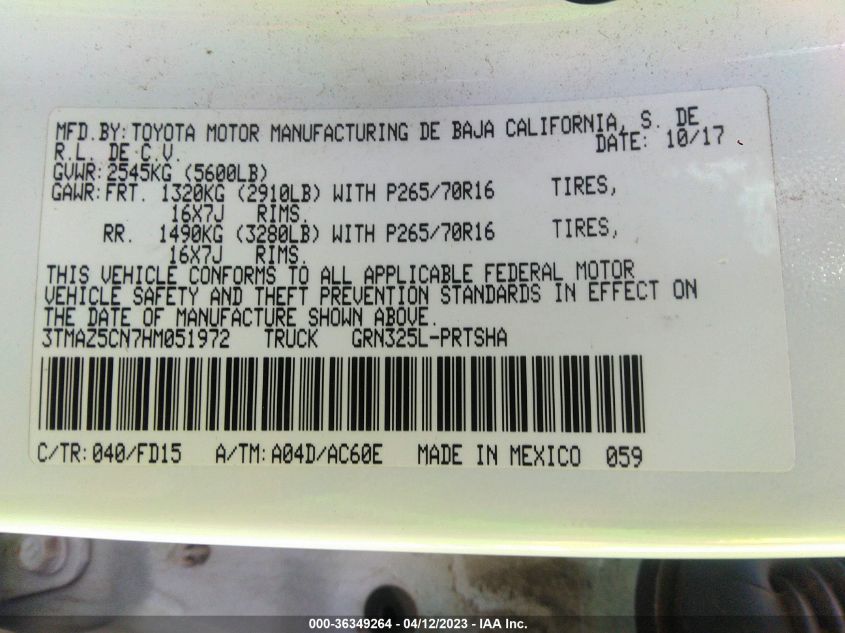 MFD.BY: TOYOTA MOTOR MANUFACTURING DE BAJA CALIFORNIA, S. DE
R.L. DE C.V. DATE: 10/17
GVWR: 2545KG (5600LB)
GAWR: FRT. 1320KG (2910LB) WITH P265/70R16 TIRES,
16X7J RIMS.
RR. 1490KG (3280LB) WITH P265/70R16 TIRES,
16X7J RIMS.
THIS VEHICLE CONFORMS TO ALL APPLICABLE FEDERAL MOTOR
VEHICLE SAFETY AND THEFT PREVENTION STANDARDS IN EFFECT ON
THE DATE OF MANUFACTURE SHOWN ABOVE.
3TMAZ5CN7HM051972 TRUCK GRN325L-PRTSHA
C/TR: 040/FD15 A/TM: A04D/AC60E MADE IN MEXICO 059
000-36349264 - 04/12/2023 - IAA Inc.